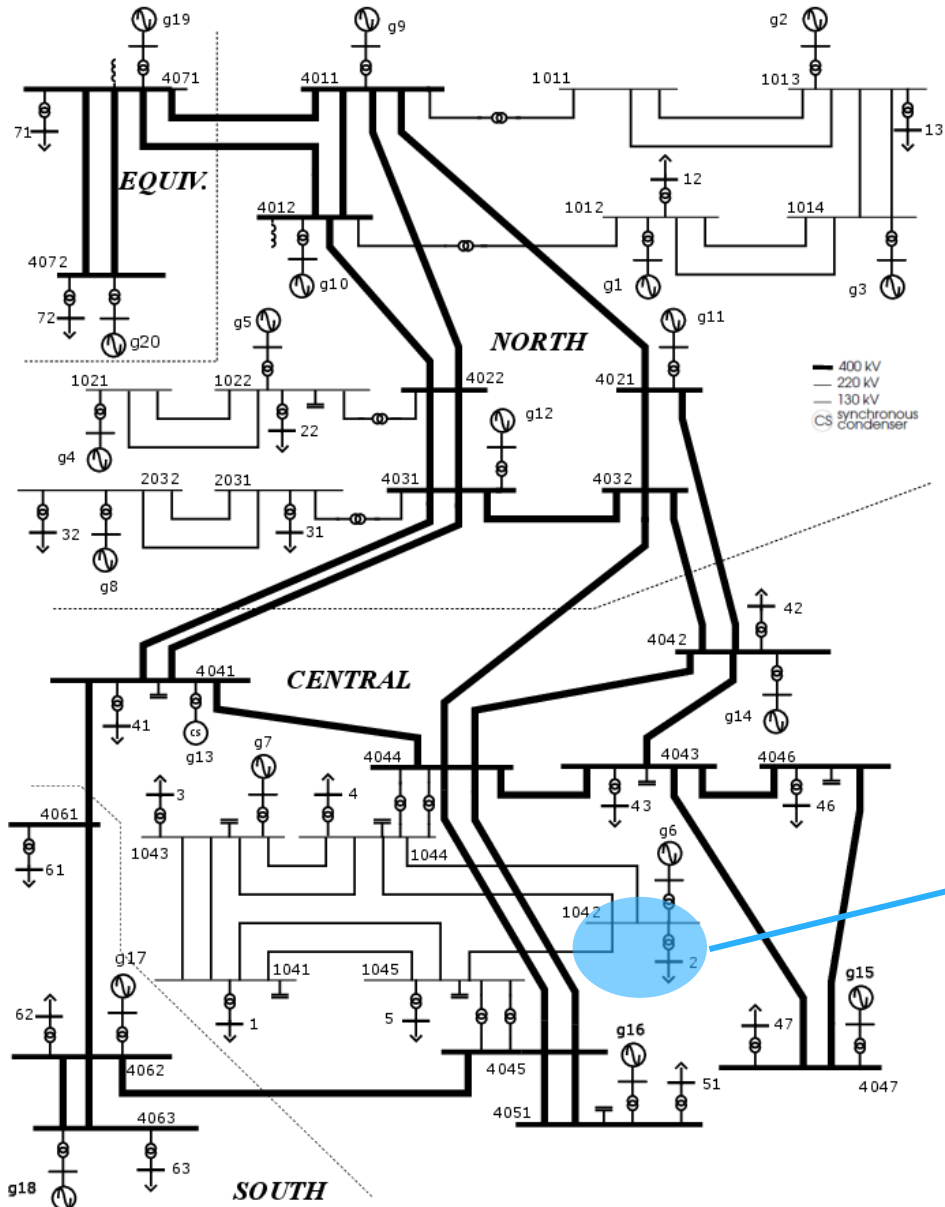 g19
g9
g2
4071
4011
1011
1013
71
13
EQUIV.
12
4012
1012
1014
4072
g10
g1
g3
72
g5
g11
g20
NORTH
1021
1022
4022
4021
400 kV
220 kV
130 kV
CS synchronous
condenser
g12
22
g4
2032
2031
4031
4032
32
31
g8
42
4042
4041
CENTRAL
41
CS
g13
g14
g7
4044
4043
4046
3
4
43
46
4061
1043
1044
g6
61
1042
g17
1041
1045
2
g15
62
1
5
g16
47
4062
4045
51
4047
4051
4063
63
g18
SOUTH